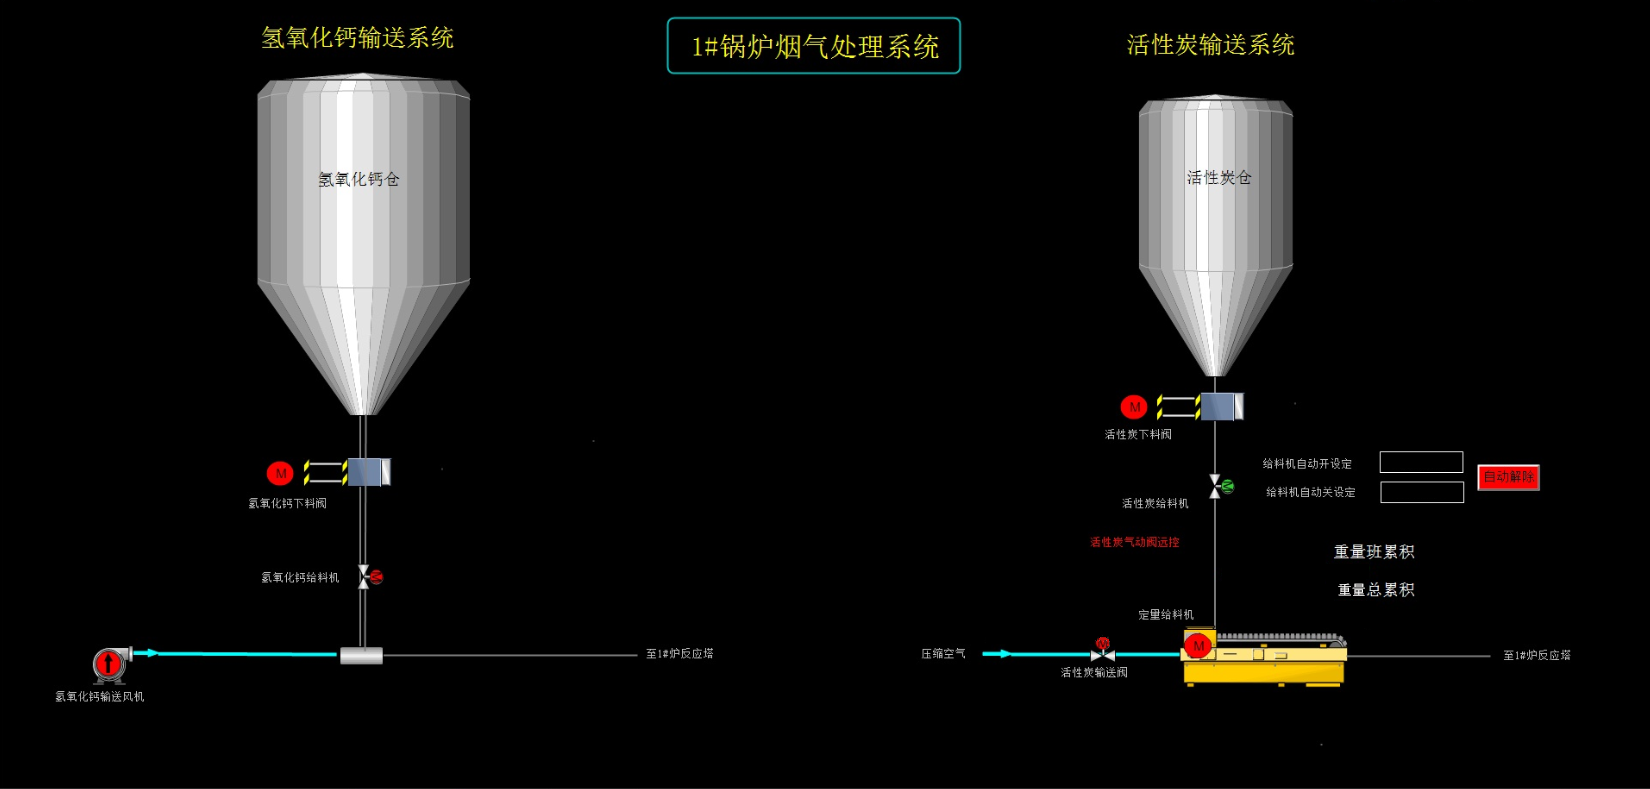 氢氧化钙输送系统
1#锅炉烟气处理系统
活性炭输送系统
氢氧化钙仓
活性炭仓
M
活性炭下料阀
M
氢氧化钙下料阀
给料机自动开设定
给料机自动关设定
自动解除
活性炭给料机
活性炭气动阀远控
重量班累积
氢氧化钙给料机
重量总累积
定量给料机
M
M
至1#炉反应塔
压缩空气
至1#炉反应塔
活性炭输送阀
氢氧化钙输送风机